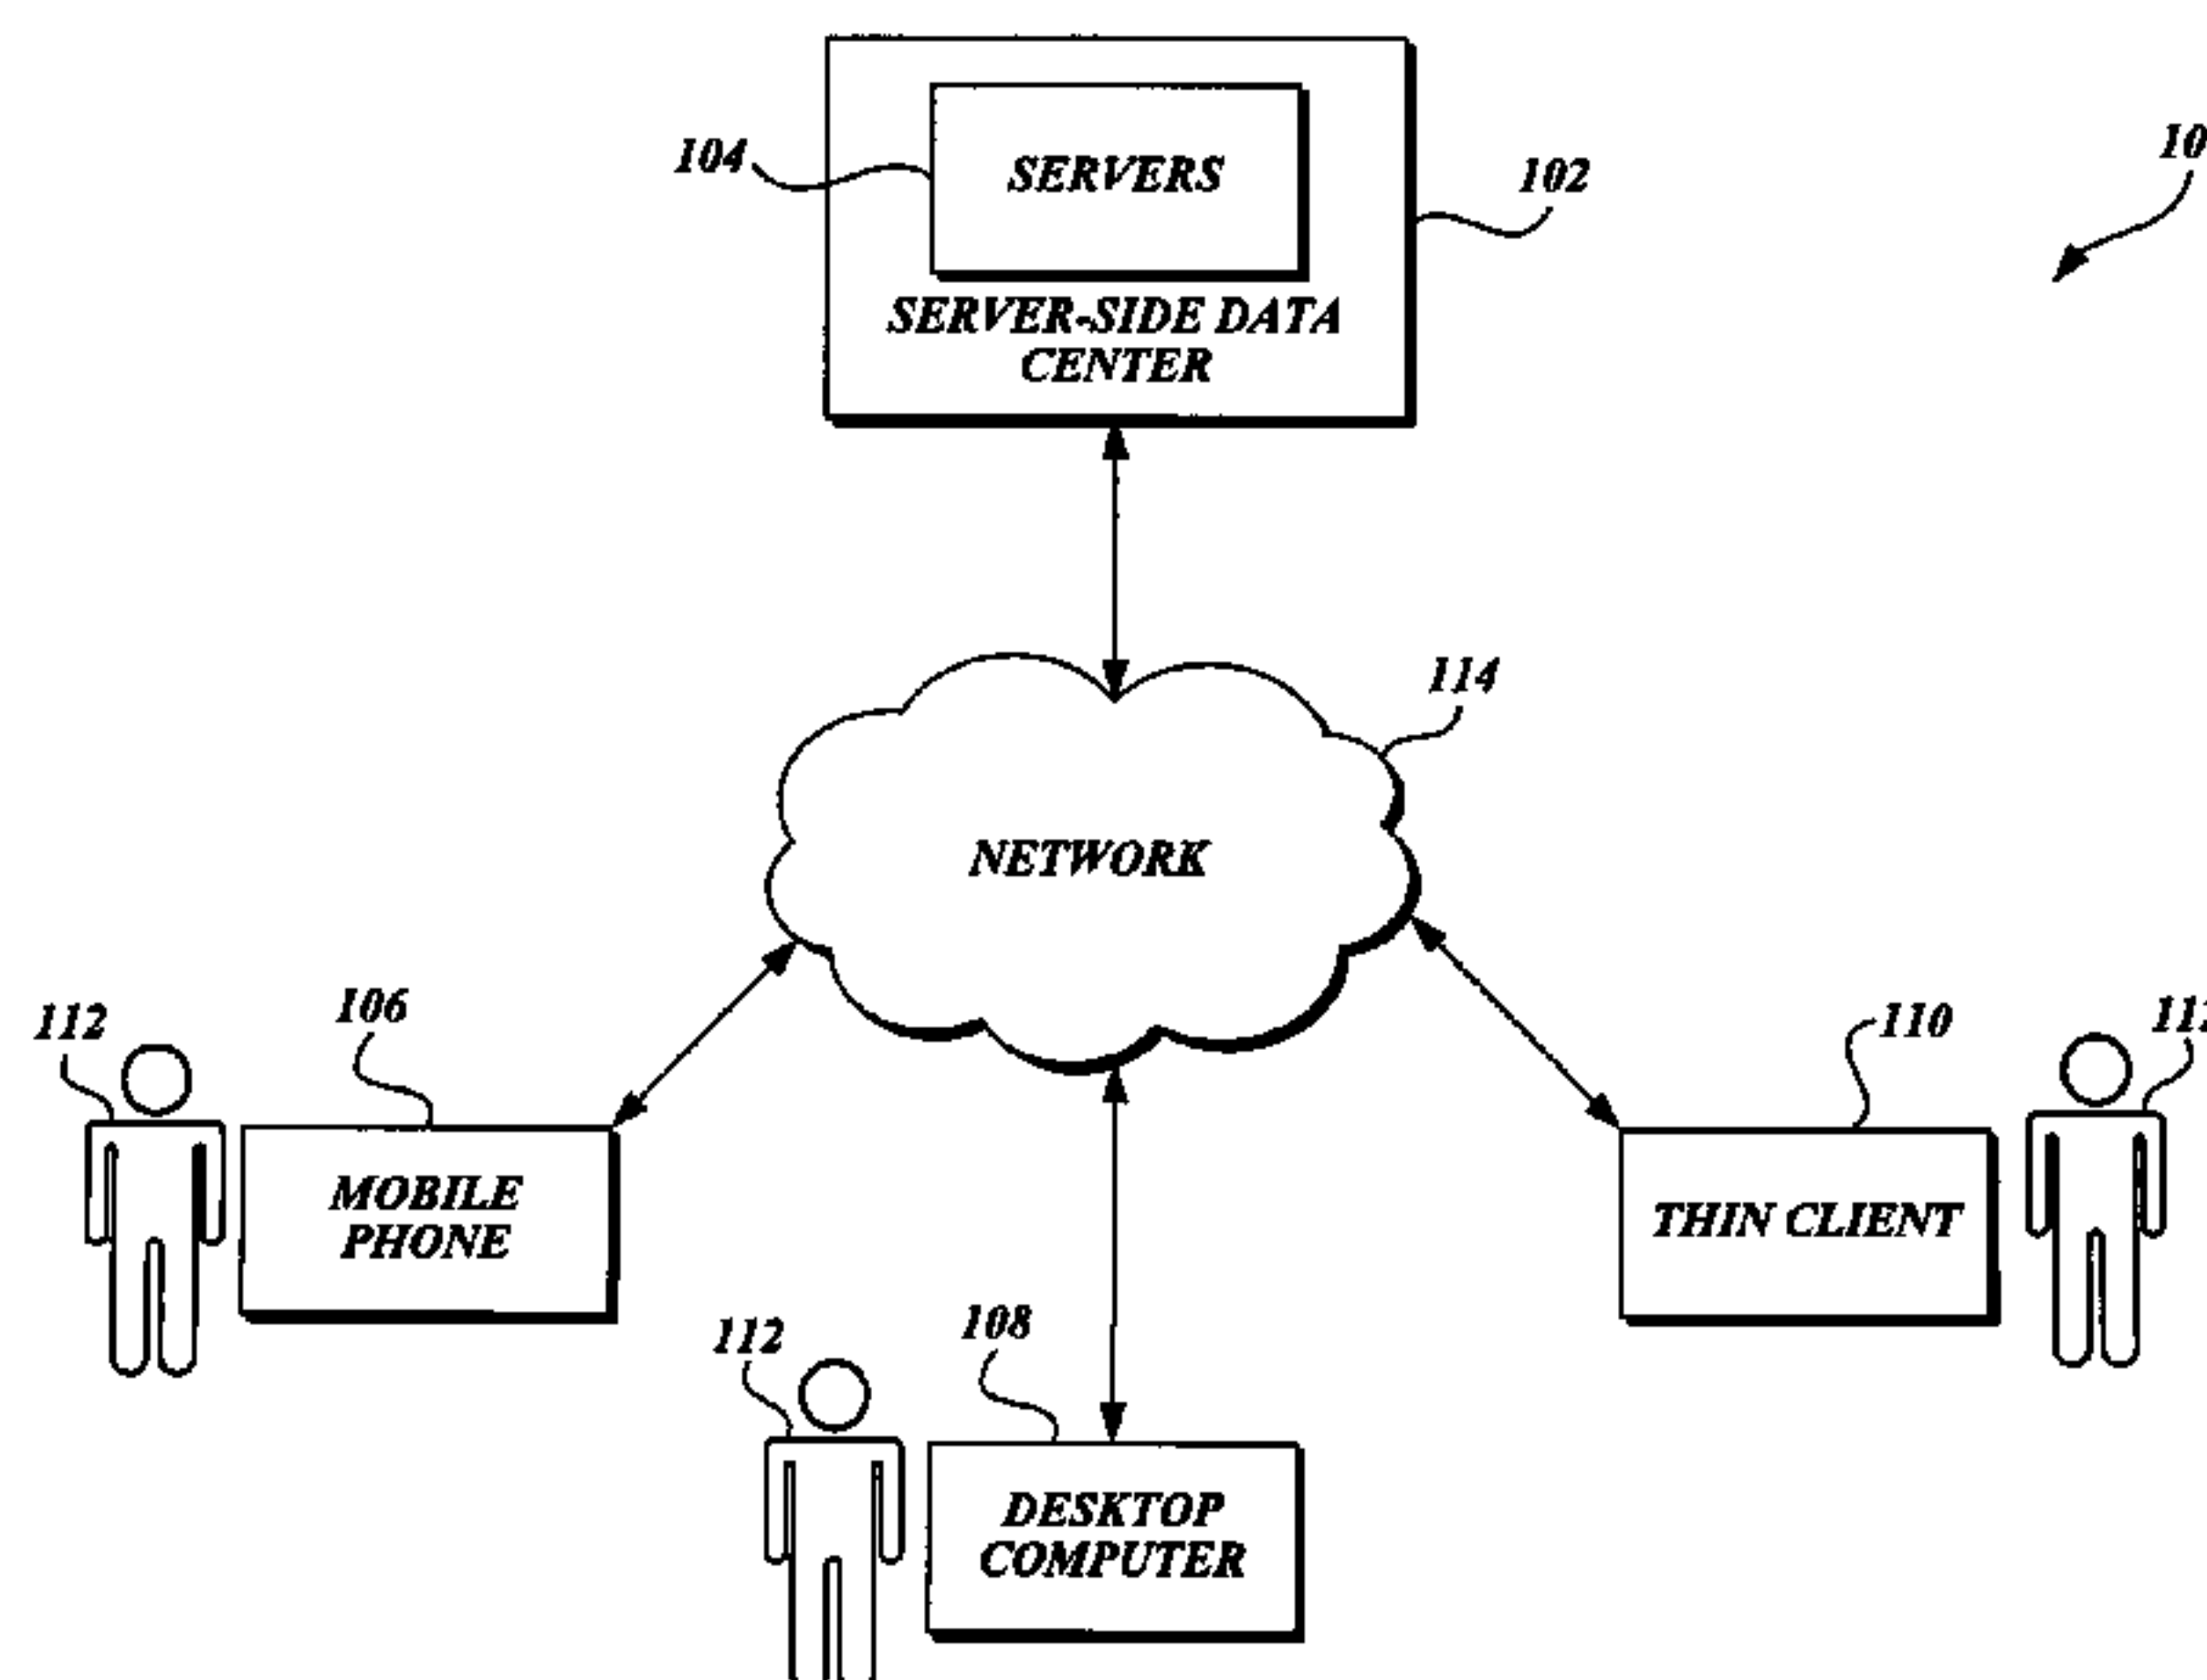 104
SERVERS
102
SERVER-SIDE DATA
CENTER
10
114
NETWORK
112
106
MOBILE
PHONE
110
THIN CLIENT
112
108
DESKTOP
COMPUTER